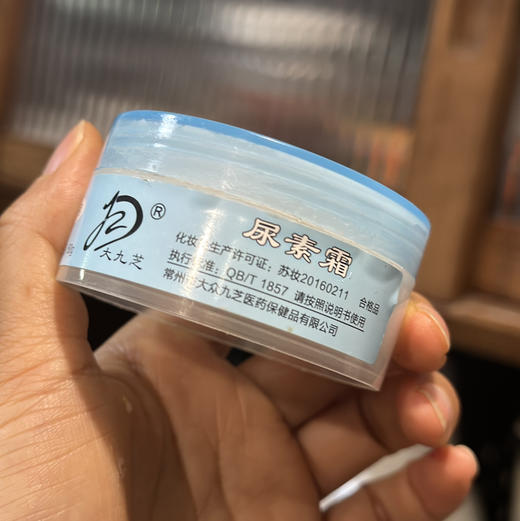 ®
大九芝
尿素霜
化妆品生产许可证：苏妆20160211 合格品
执行标准：QB/T 1857 请按照说明书使用
常州市大众九芝医药保健品有限公司